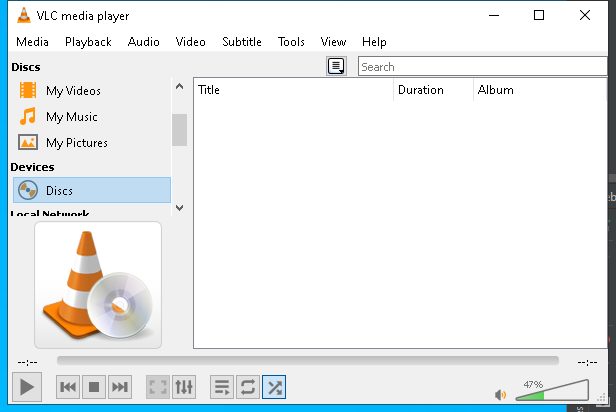 VLC media player
Media Playback Audio Video Subtitle Tools View Help
Discs
Search
My Videos
My Music
My Pictures
Devices
Discs
Local Network
Title Duration Album
--:-- --:--
47%